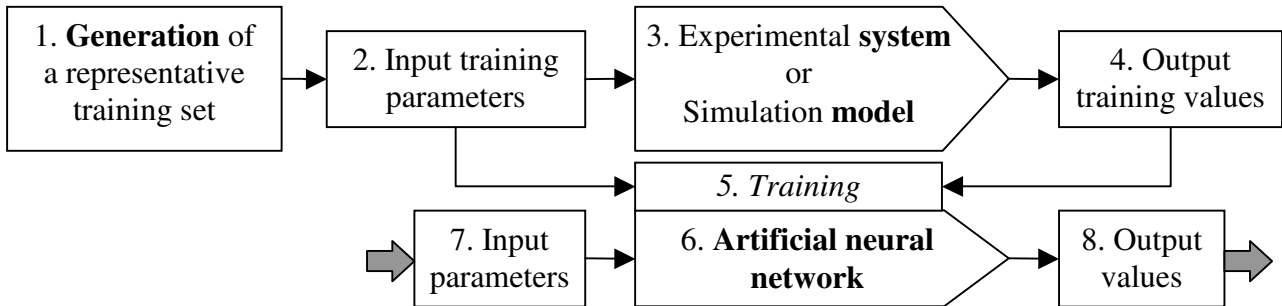 1. Generation of
a representative
training set
2. Input training
parameters
3. Experimental system
or
Simulation model
4. Output
training values
5. Training
7. Input
parameters
6. Artificial neural
network
8. Output
values